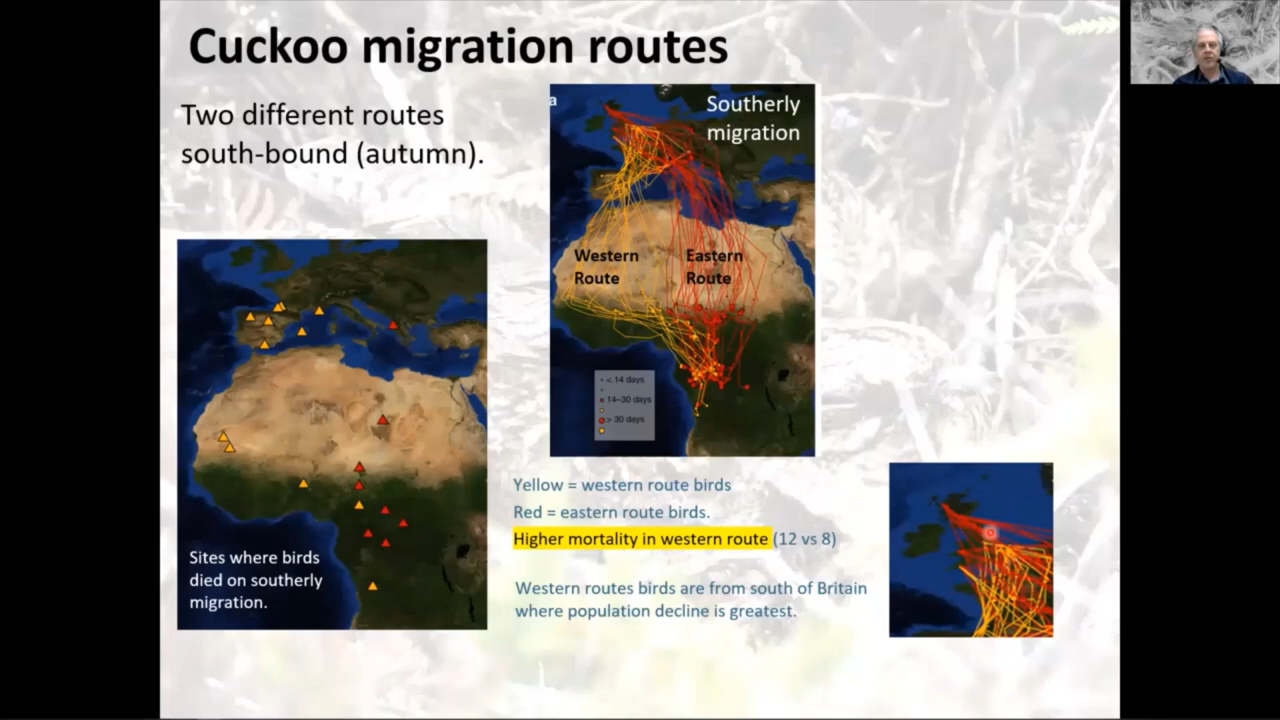 Cuckoo migration routes
Two different routes
south-bound (autumn).
a
Southerly
migration
Western
Route
Eastern
Route
< 14 days
14–30 days
> 30 days
Sites where birds
died on southerly
migration.
Yellow = western route birds
Red = eastern route birds.
Higher mortality in western route (12 vs 8)
Western routes birds are from south of Britain
where population decline is greatest.